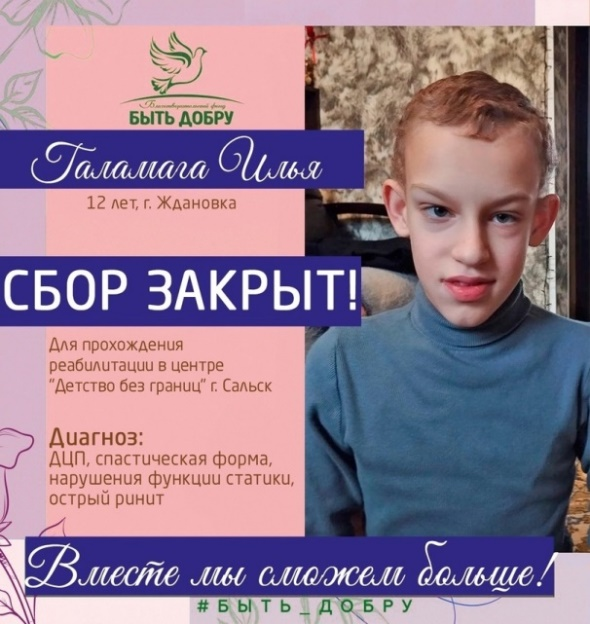 Благотворительный фонд
БЫТЬ ДОБРУ
Таламага Илья
12 лет, г. Ждановка
СБОР ЗАКРЫТ!
Для прохождения
реабилитации в центре
"Детство без границ" г. Сальск
Диагноз:
ДЦП, спастическая форма,
нарушения функции статики,
острый ринит
Вместе мы сможем больше!
#БЫТЬ_ДОБРУ